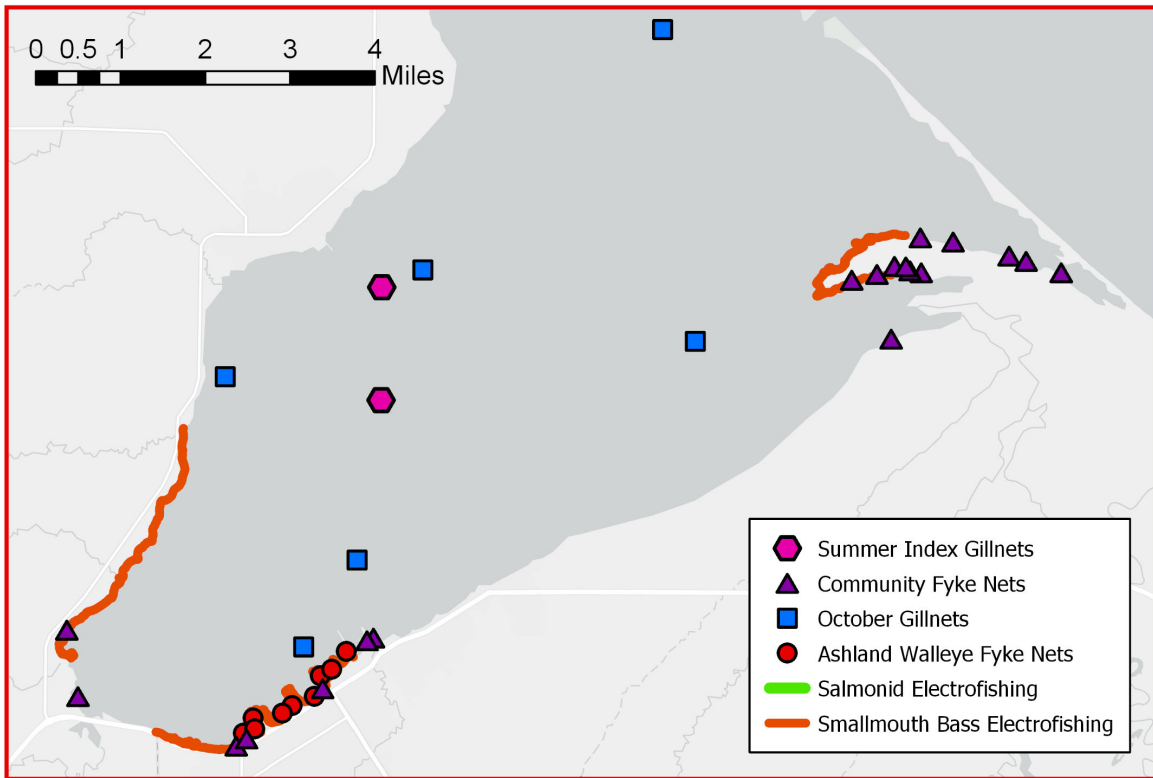 0 0.5 1 2 3 4
Miles
Summer Index Gillnets
Community Fyke Nets
October Gillnets
Ashland Walleye Fyke Nets
Salmonid Electrofishing
Smallmouth Bass Electrofishing